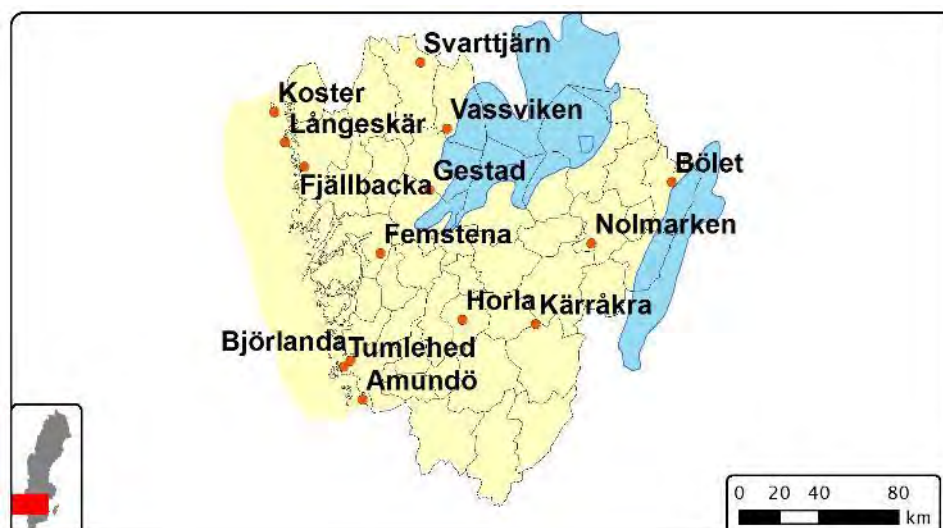 Svarttjärn
Koster
Vassviken
Långeskär
Bölet
Gestad
Fjällbacka
Nolmarken
Femstena
Horla
Kärråkra
Björlanda
Tumlehed
Amundö
0 20 40 80
km